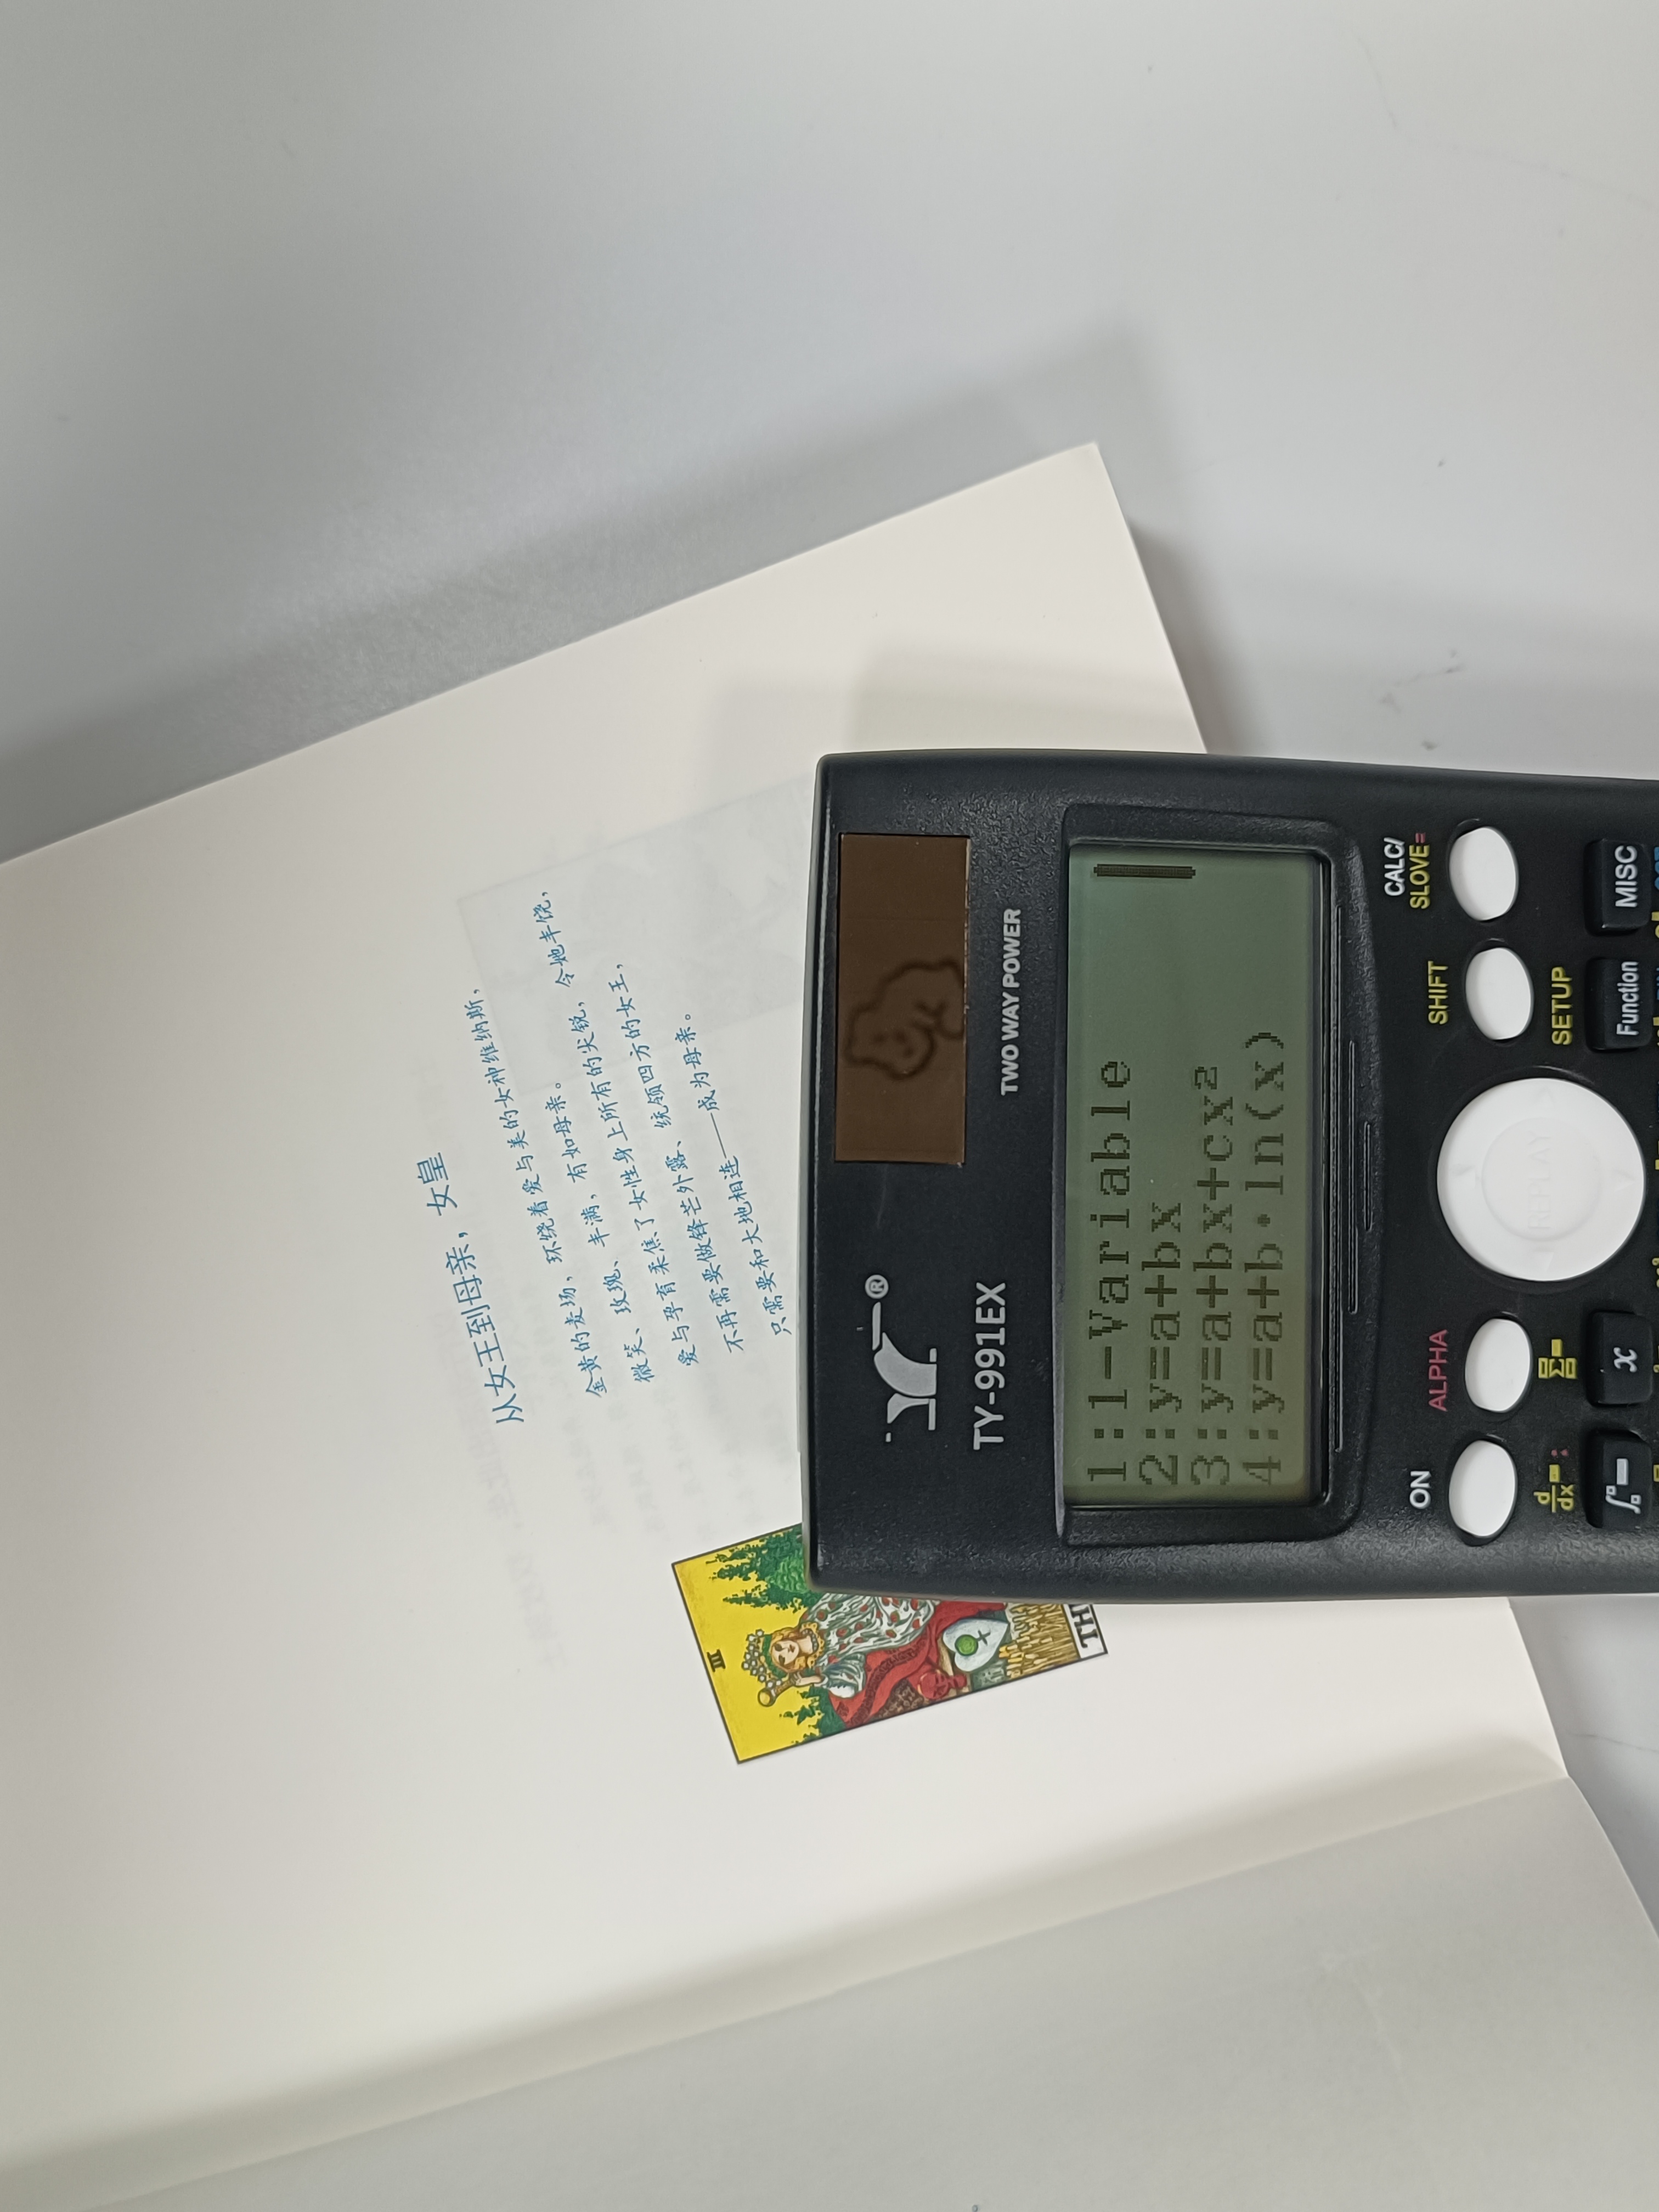 从女王到母亲，女皇
金黄的麦场，环绕着爱与美的女神维纳斯，
微笑、玫瑰、丰满，有如母亲。
爱与孕育柔焦了女性身上所有的尖锐，令她丰饶，
不再需要做锋芒外露、统领四方的女王，
只需要和大地相连——成为母亲。
III
TH
®
TY-991EX
TWO WAY POWER
1:1-Variable
2:y=a+bx
3:y=a+bx+cx²
4:y=a+b•ln(x)
ON
ALPHA
SHIFT
CALC/
SLOVE=
REPLAY
d/dx :
Σ
SETUP
∫
x
Function
MISC